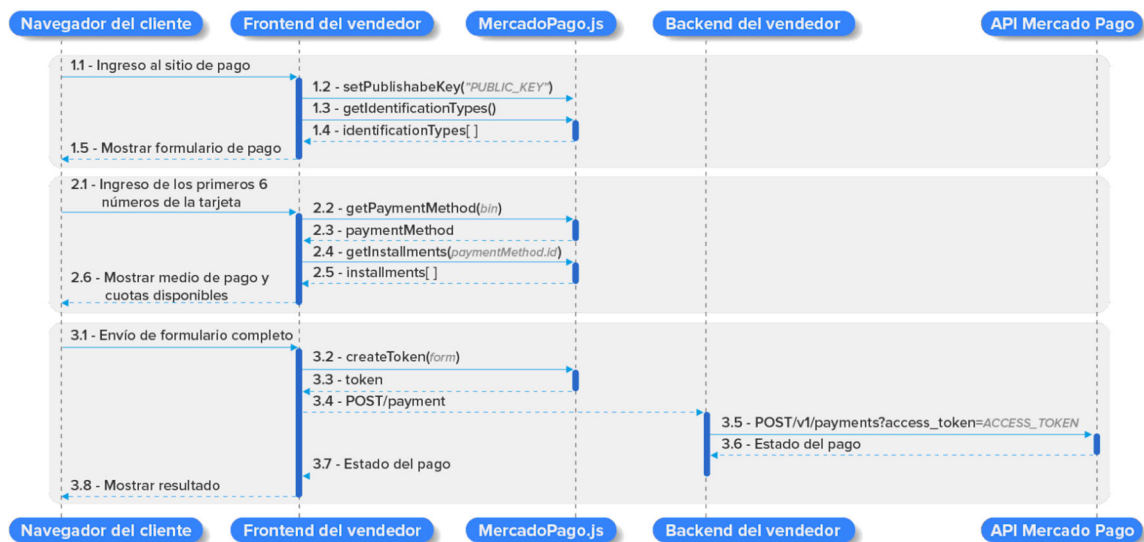 Navegador del cliente
Frontend del vendedor
MercadoPago.js
Backend del vendedor
API Mercado Pago
1.1 - Ingreso al sitio de pago
1.2 - setPublishabeKey("PUBLIC_KEY")
1.3 - getIdentificationTypes()
1.4 - identificationTypes[ ]
1.5 - Mostrar formulario de pago
2.1 - Ingreso de los primeros 6
números de la tarjeta
2.2 - getPaymentMethod(bin)
2.3 - paymentMethod
2.4 - getInstallments(paymentMethod.id)
2.5 - installments[ ]
2.6 - Mostrar medio de pago y
cuotas disponibles
3.1 - Envío de formulario completo
3.2 - createToken(form)
3.3 - token
3.4 - POST/payment
3.5 - POST/v1/payments?access_token=ACCESS_TOKEN
3.6 - Estado del pago
3.7 - Estado del pago
3.8 - Mostrar resultado
Navegador del cliente
Frontend del vendedor
MercadoPago.js
Backend del vendedor
API Mercado Pago